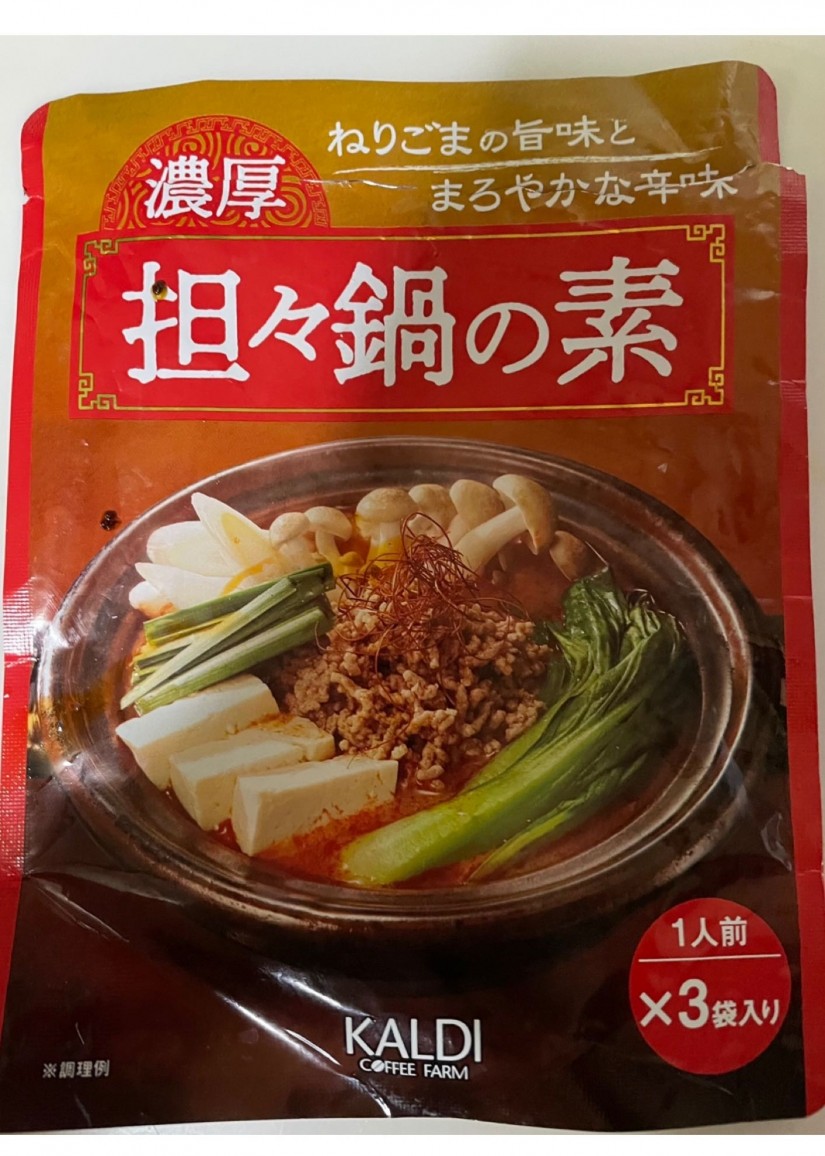 ねりごまの旨味と
まろやかな辛味
濃厚
担々鍋の素
1人前
×3袋入り
KALDI
COFFEE FARM
※調理例